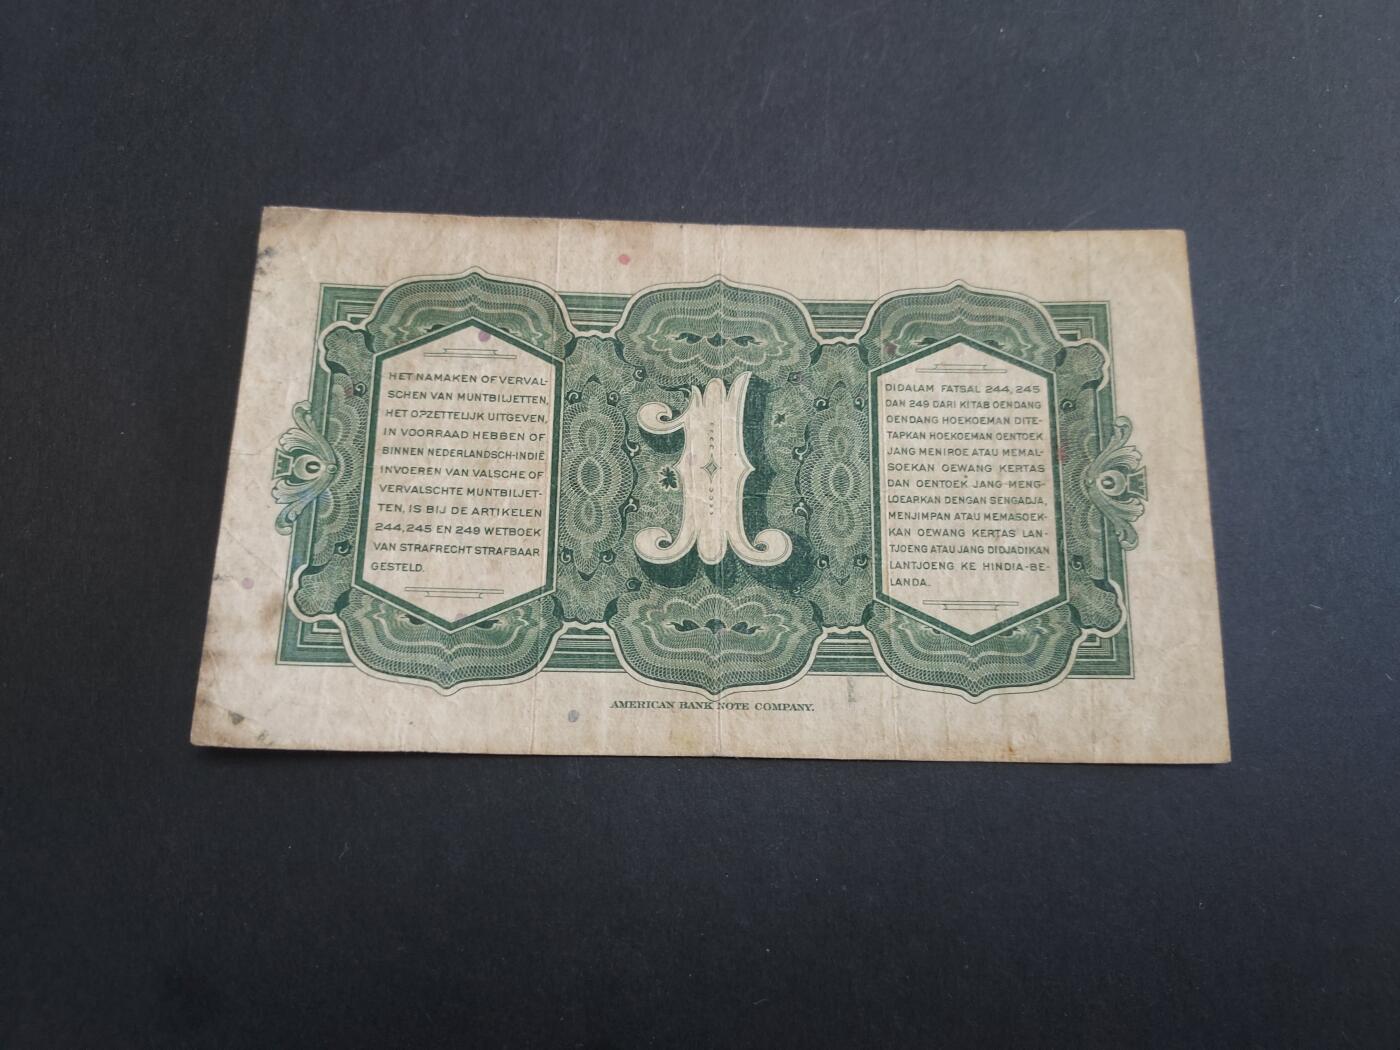 HET NAMAKEN OF VERVAL-
SCHEN VAN MUNTBILJETTEN,
HET OPZETTELIJK UITGEVEN,
IN VOORRAAD HEBBEN OF
BINNEN NEDERLANDSCH-INDIË
INVOEREN VAN VALSCHE OF
VERVALSCHTE MUNTBILJET-
TEN, IS BIJ DE ARTIKELEN
244, 245 EN 249 WETBOEK
VAN STRAFRECHT STRAFBAAR
GESTELD.
1
DIDALAM FATSAL 244, 245
DAN 249 DARI KITAB OENDANG
OENDANG HOEKOEMAN DITE-
TAPKAN HOEKOEMAN OENTOEK
JANG MENIROE ATAU MEMAL-
SOEKAN OEWANG KERTAS
DAN OENTOEK JANG MENG-
LOEARKAN DENGAN SENGADJA,
MENJIMPAN ATAU MEMASOEK-
KAN OEWANG KERTAS LAN-
TJOENG ATAU JANG DIDJADIKAN
LANTJOENG KE HINDIA-BE-
LANDA.
AMERICAN BANK NOTE COMPANY.